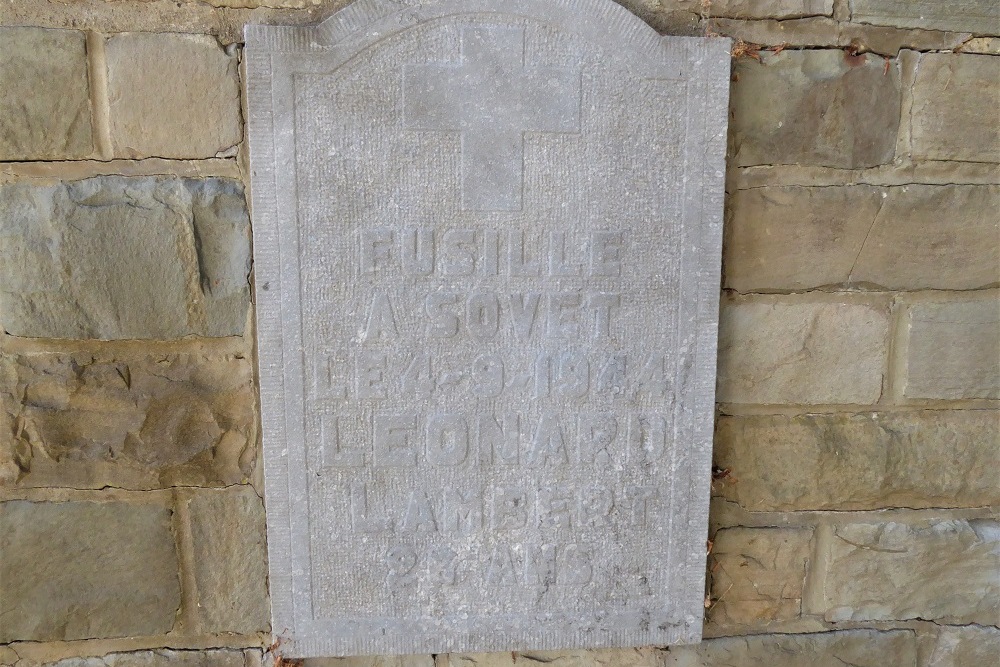 FUSILLE
A SOVET
LE 4-9-1944
LEONARD
LAMBERT
ANS